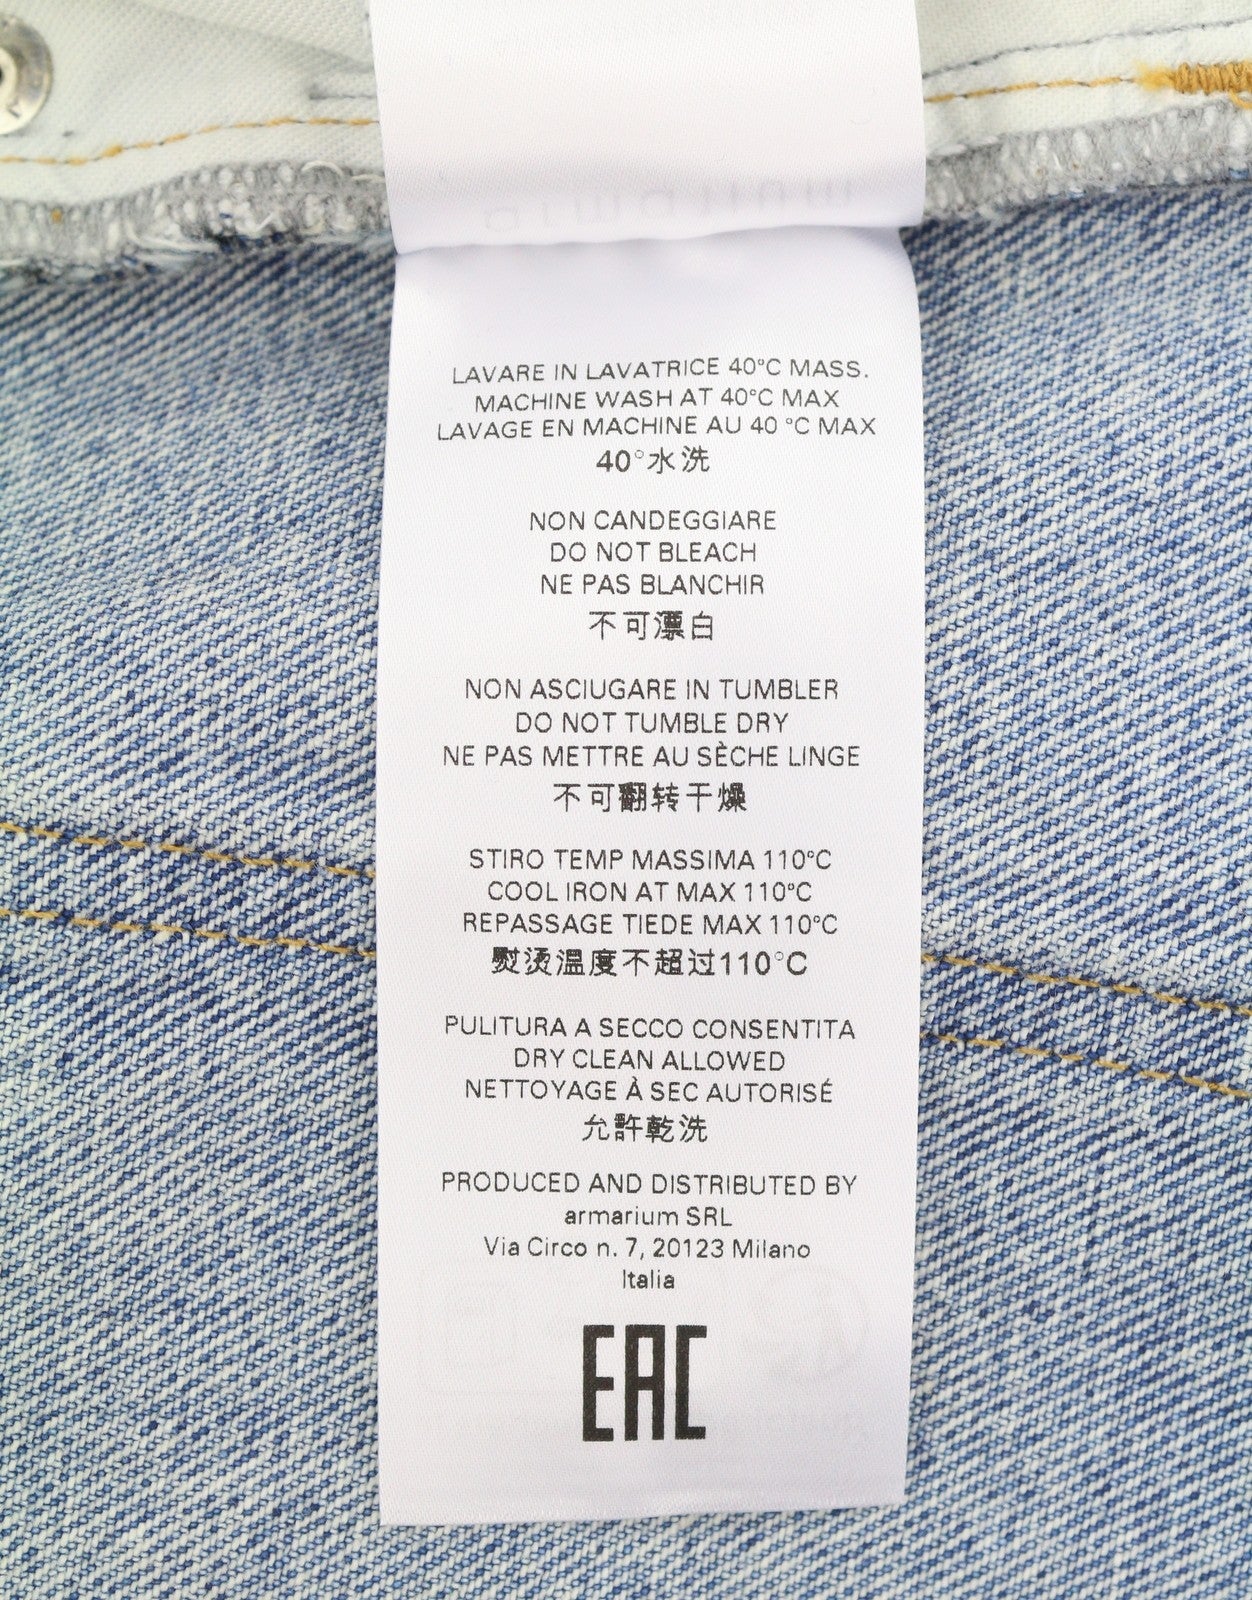 LAVARE IN LAVATRICE 40°C MASS.
MACHINE WASH AT 40°C MAX
LAVAGE EN MACHINE AU 40 °C MAX
40°水洗
NON CANDEGGIARE
DO NOT BLEACH
NE PAS BLANCHIR
不可漂白
NON ASCIUGARE IN TUMBLER
DO NOT TUMBLE DRY
NE PAS METTRE AU SÈCHE LINGE
不可翻转干燥
STIRO TEMP MASSIMA 110°C
COOL IRON AT MAX 110°C
REPASSAGE TIEDE MAX 110°C
熨烫温度不超过110°C
PULITURA A SECCO CONSENTITA
DRY CLEAN ALLOWED
NETTOYAGE À SEC AUTORISÉ
允許乾洗
PRODUCED AND DISTRIBUTED BY
armarium SRL
Via Circo n. 7, 20123 Milano
Italia
EAC